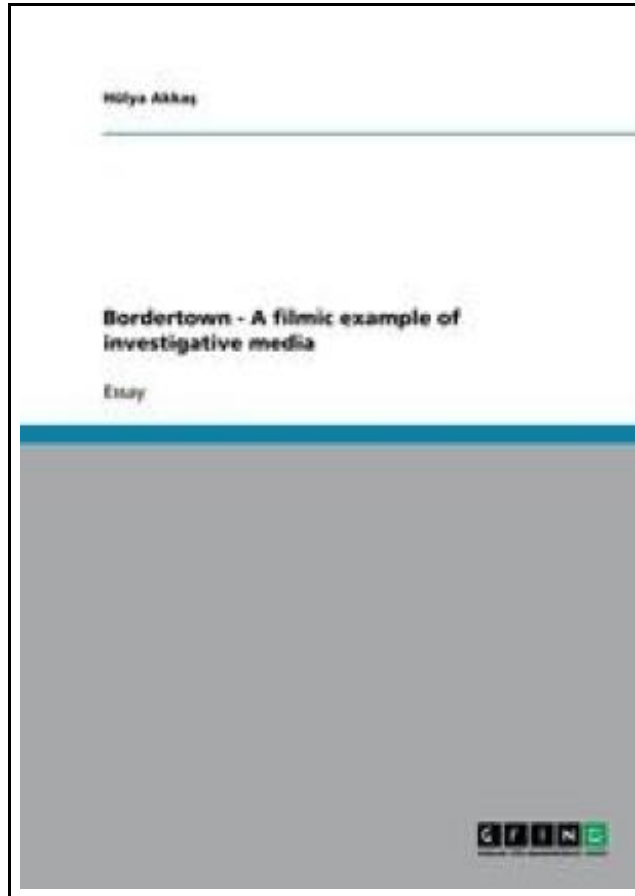 Hülya Akkaş
Bordertown - A filmic example of
investigative media
Essay
GRIN